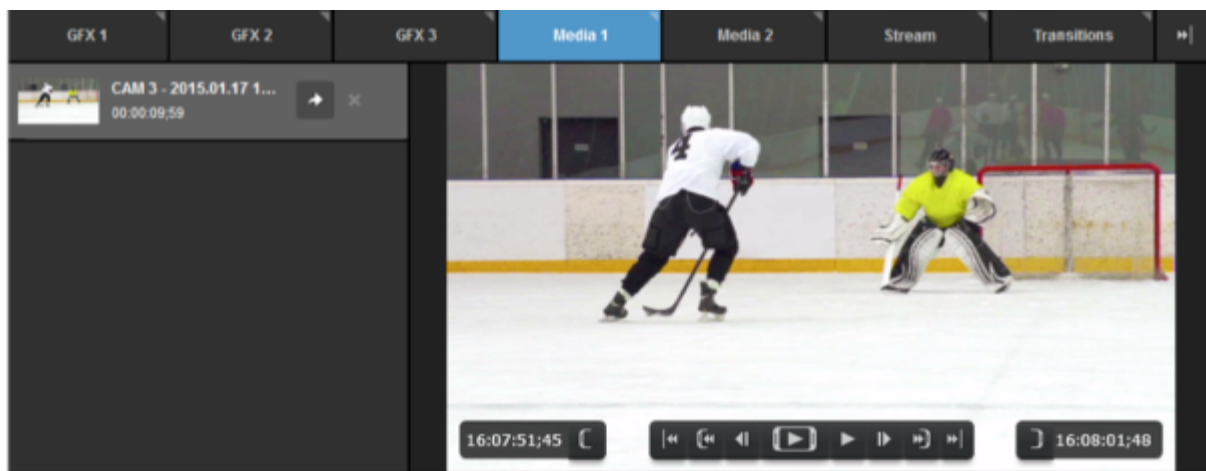 GFX 1
GFX 2
GFX 3
Media 1
Media 2
Stream
Transitions
CAM 3 - 2015.01.17 1...
00:00:09;59
4
16:07:51;45
16:08:01;48